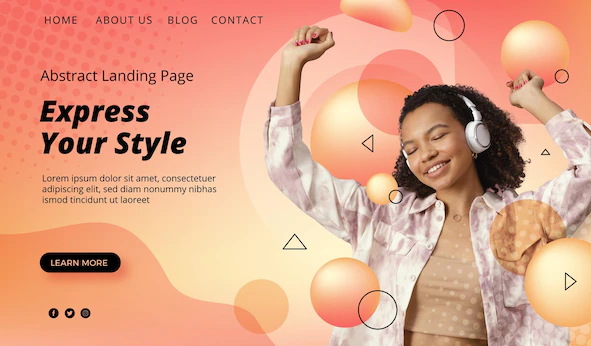 HOME ABOUT US BLOG CONTACT
Abstract Landing Page
Express
Your Style
Lorem ipsum dolor sit amet, consectetuer
adipiscing elit, sed diam nonummy nibhas
ismod tincidunt ut laoreet
LEARN MORE